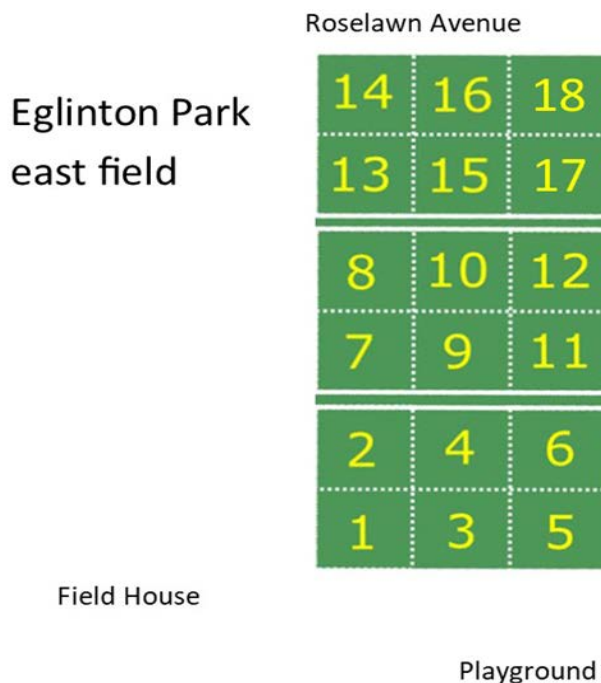 Roselawn Avenue
Eglinton Park
east field
14 16 18
13 15 17
8 10 12
7 9 11
2 4 6
1 3 5
Field House
Playground